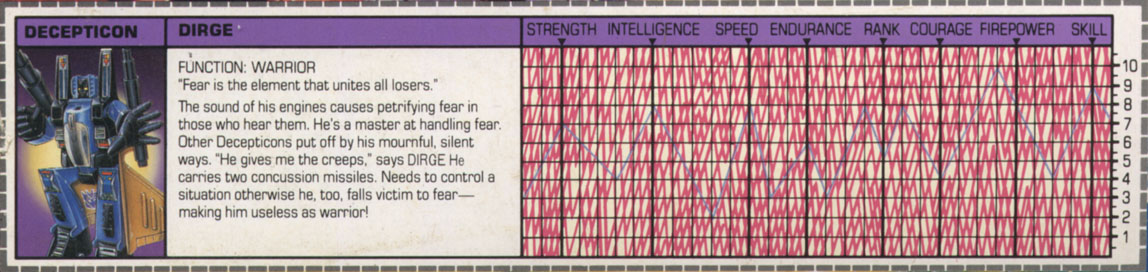 DECEPTICON
DIRGE
FUNCTION: WARRIOR
"Fear is the element that unites all losers."
The sound of his engines causes petrifying fear in
those who hear them. He's a master at handling fear.
Other Decepticons put off by his mournful, silent
ways. "He gives me the creeps," says DIRGE He
carries two concussion missiles. Needs to control a
situation otherwise he, too, falls victim to fear—
making him useless as warrior!
STRENGTH INTELLIGENCE SPEED ENDURANCE RANK COURAGE FIREPOWER SKILL
10
9
8
7
6
5
4
3
2
1